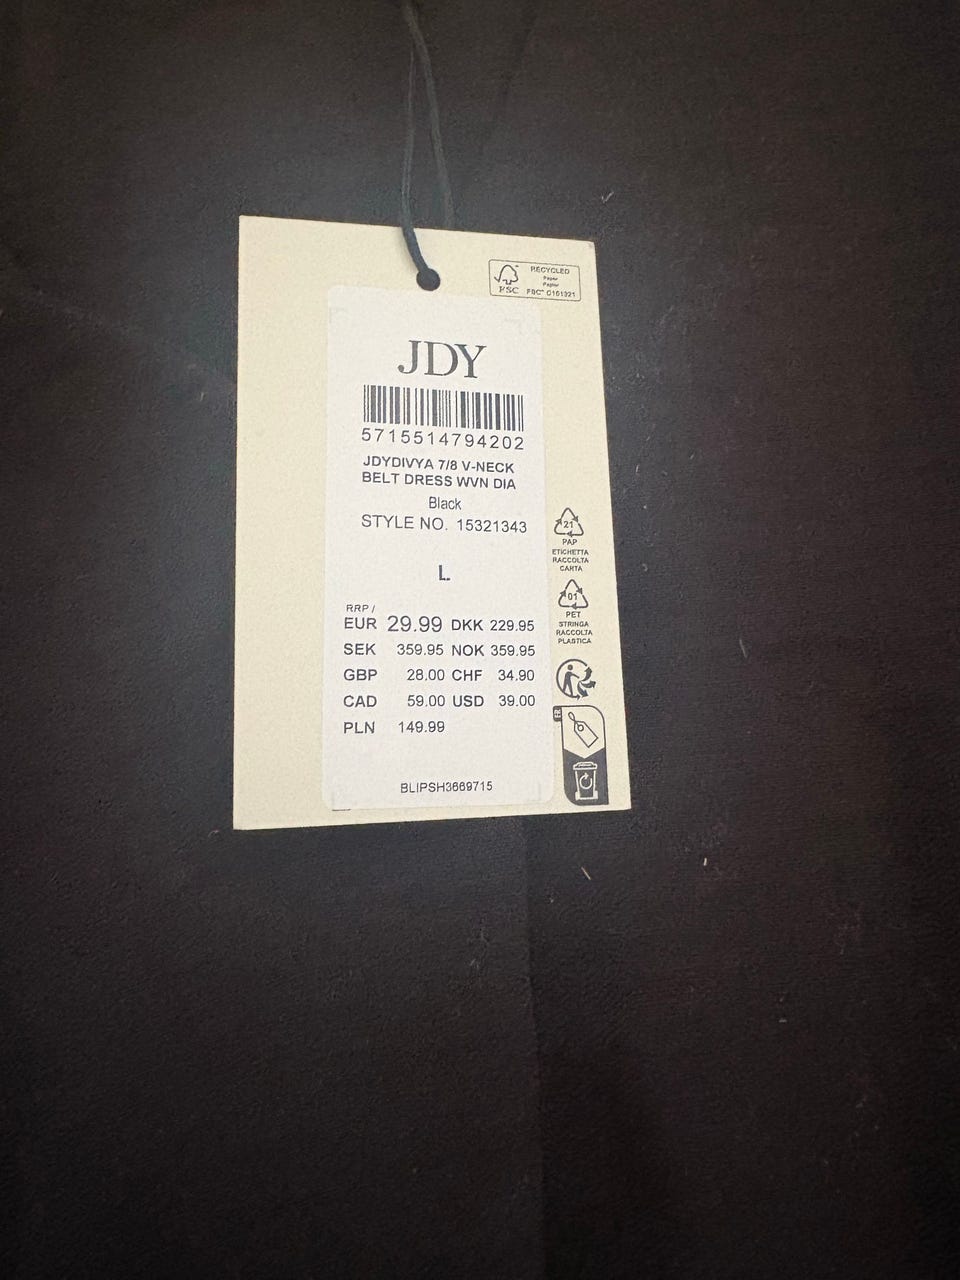 FSC
RECYCLED
Paper
Papier
FSC® C101321
JDY
5715514794202
JDYDIVYA 7/8 V-NECK
BELT DRESS WVN DIA
Black
STYLE NO. 15321343
L
RRP /
EUR 29.99 DKK 229.95
SEK 359.95 NOK 359.95
GBP 28.00 CHF 34.90
CAD 59.00 USD 39.00
PLN 149.99
BLIPSH3669715
21
PAP
ETICHETTA
RACCOLTA
CARTA
01
PET
STRINGA
RACCOLTA
PLASTICA
FR